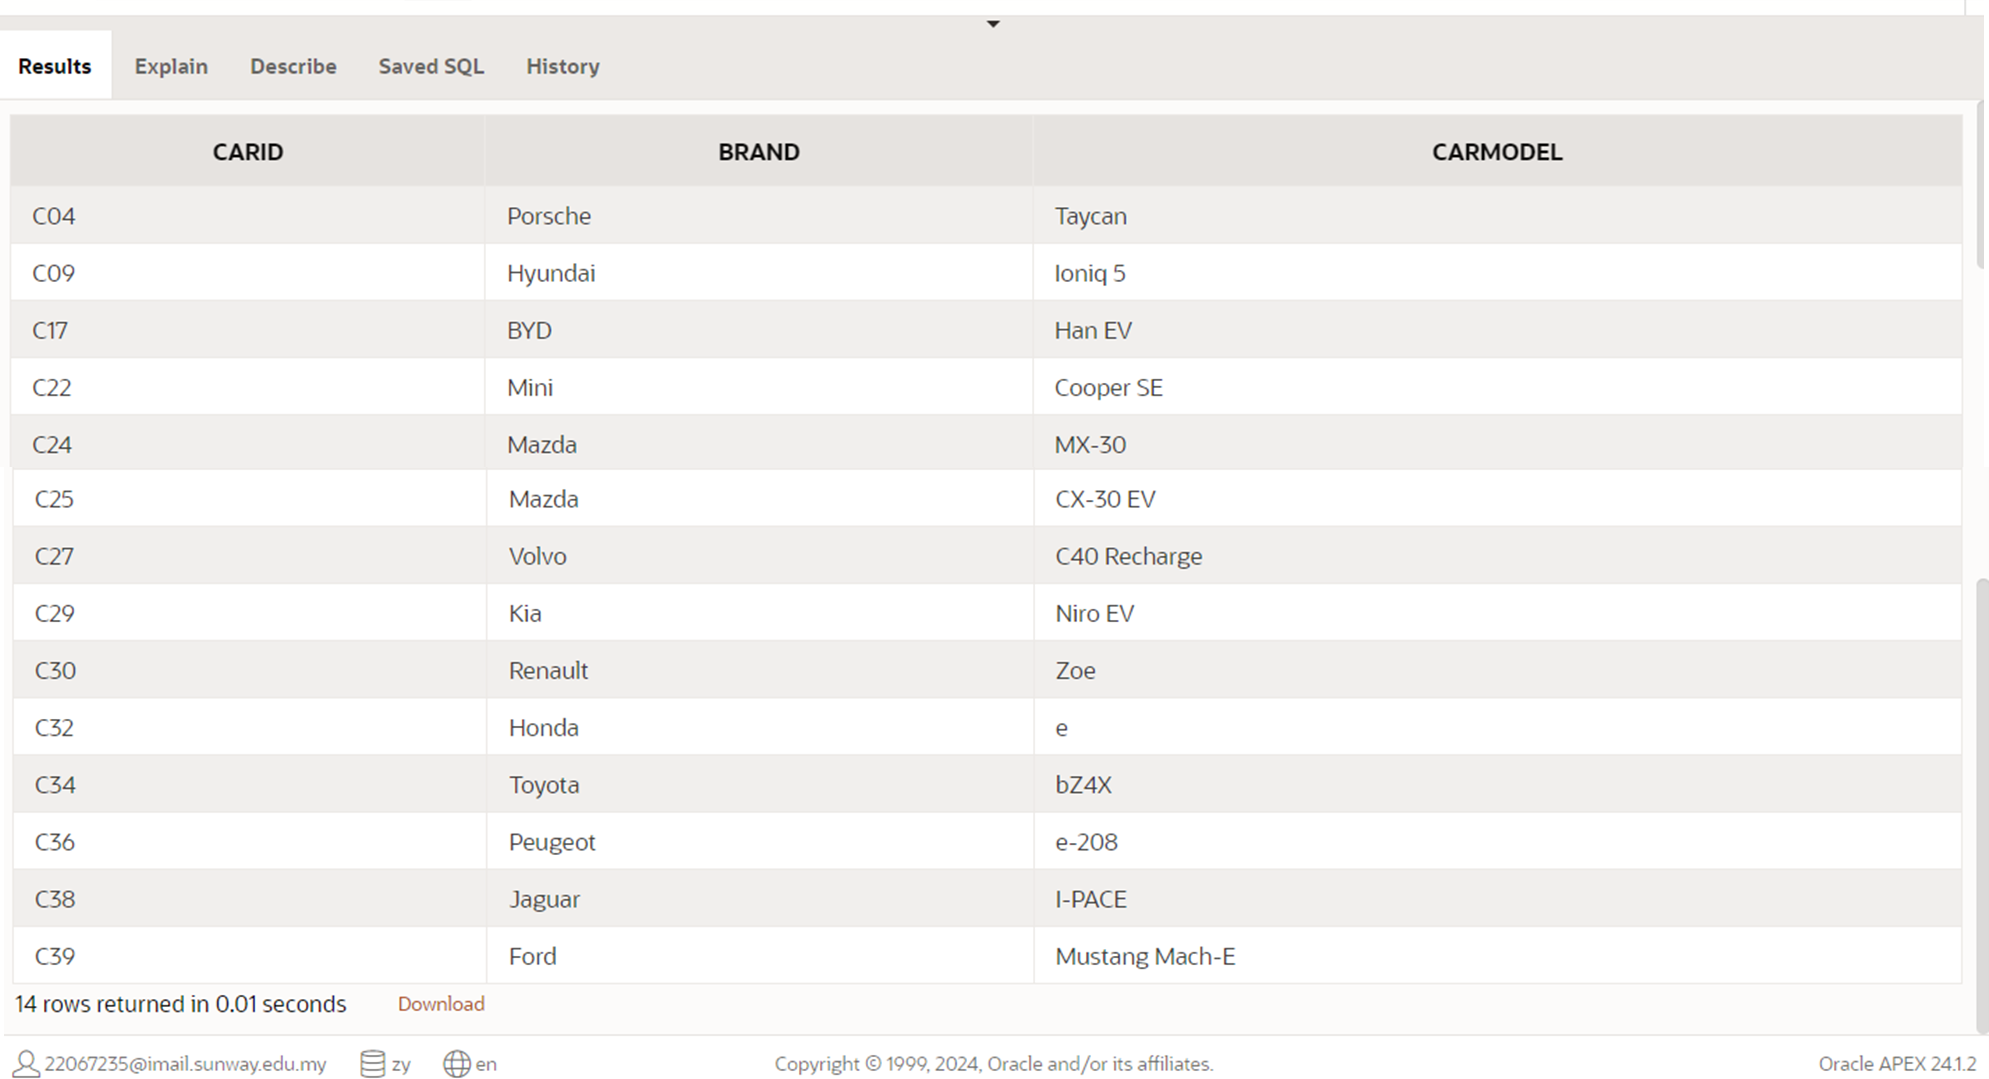 Results Explain Describe Saved SQL History
CARID BRAND CARMODEL
C04 Porsche Taycan
C09 Hyundai Ioniq 5
C17 BYD Han EV
C22 Mini Cooper SE
C24 Mazda MX-30
C25 Mazda CX-30 EV
C27 Volvo C40 Recharge
C29 Kia Niro EV
C30 Renault Zoe
C32 Honda e
C34 Toyota bZ4X
C36 Peugeot e-208
C38 Jaguar I-PACE
C39 Ford Mustang Mach-E
14 rows returned in 0.01 seconds Download
22067235@imail.sunway.edu.my zy en Copyright © 1999, 2024, Oracle and/or its affiliates. Oracle APEX 24.1.2